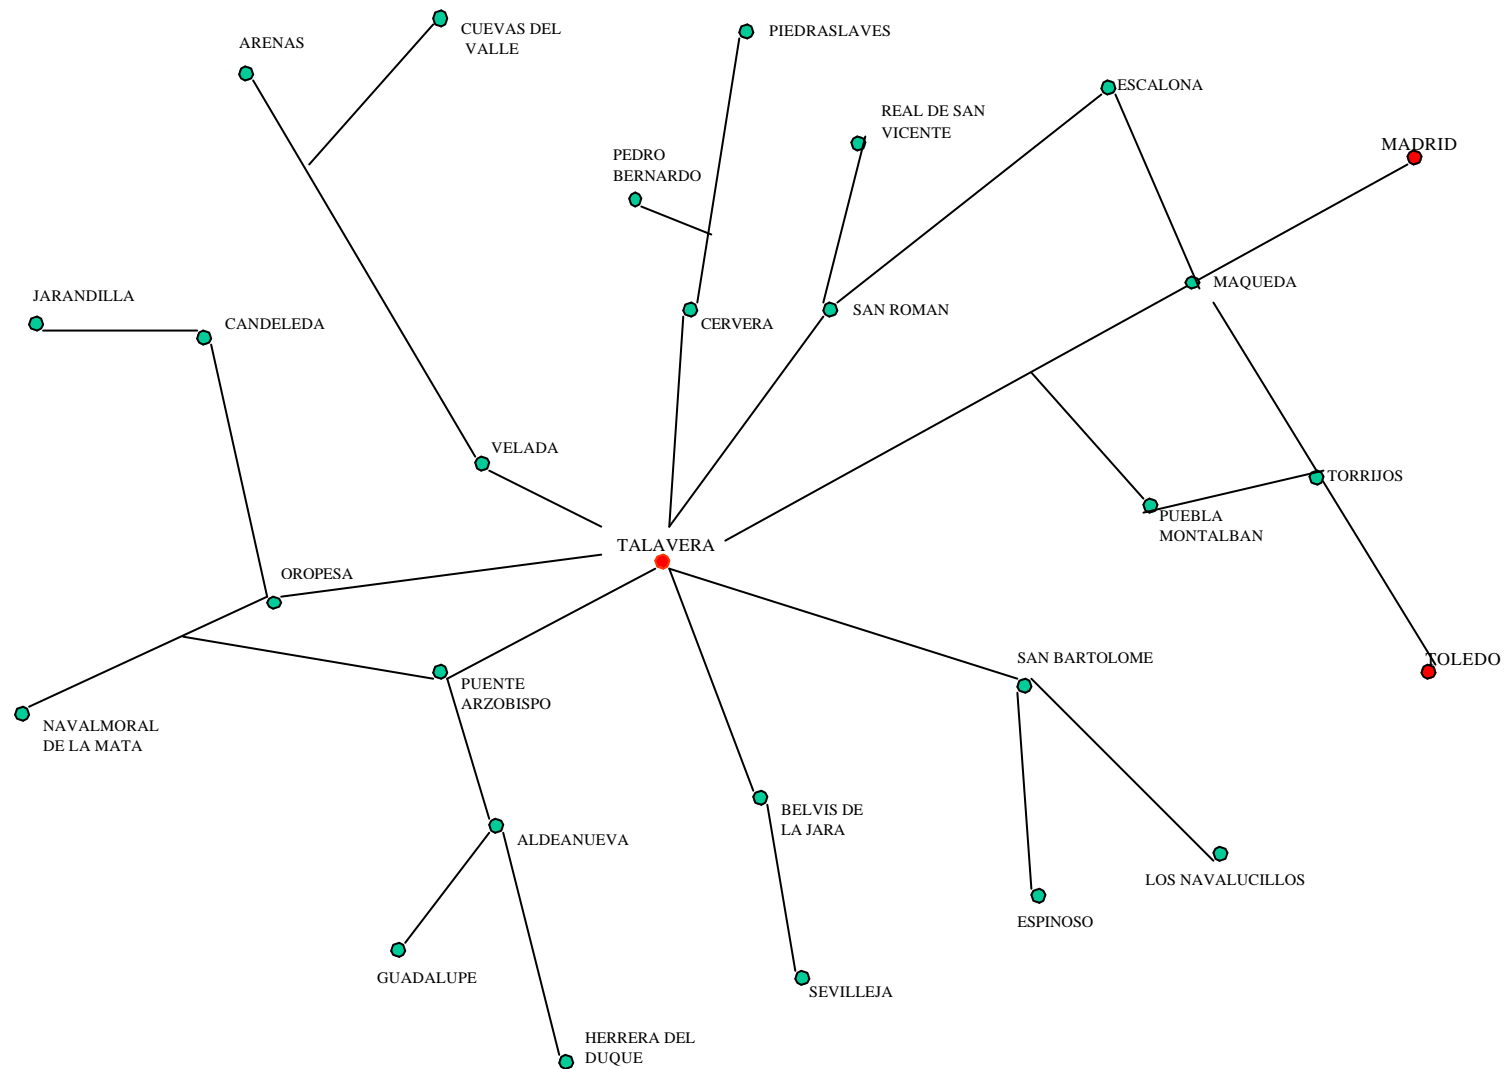 CUEVAS DEL
VALLE
ARENAS
PIEDRASLAVES
ESCALONA
REAL DE SAN
VICENTE
MADRID
PEDRO
BERNARDO
MAQUEDA
JARANDILLA
CANDELEDA
CERVERA
SAN ROMAN
VELADA
TORRIJOS
PUEBLA
MONTALBAN
TALAVERA
OROPESA
SAN BARTOLOME
TOLEDO
PUENTE
ARZOBISPO
NAVALMORAL
DE LA MATA
BELVIS DE
LA JARA
ALDEANUEVA
LOS NAVALUCILLOS
ESPINOSO
GUADALUPE
SEVILLEJA
HERRERA DEL
DUQUE